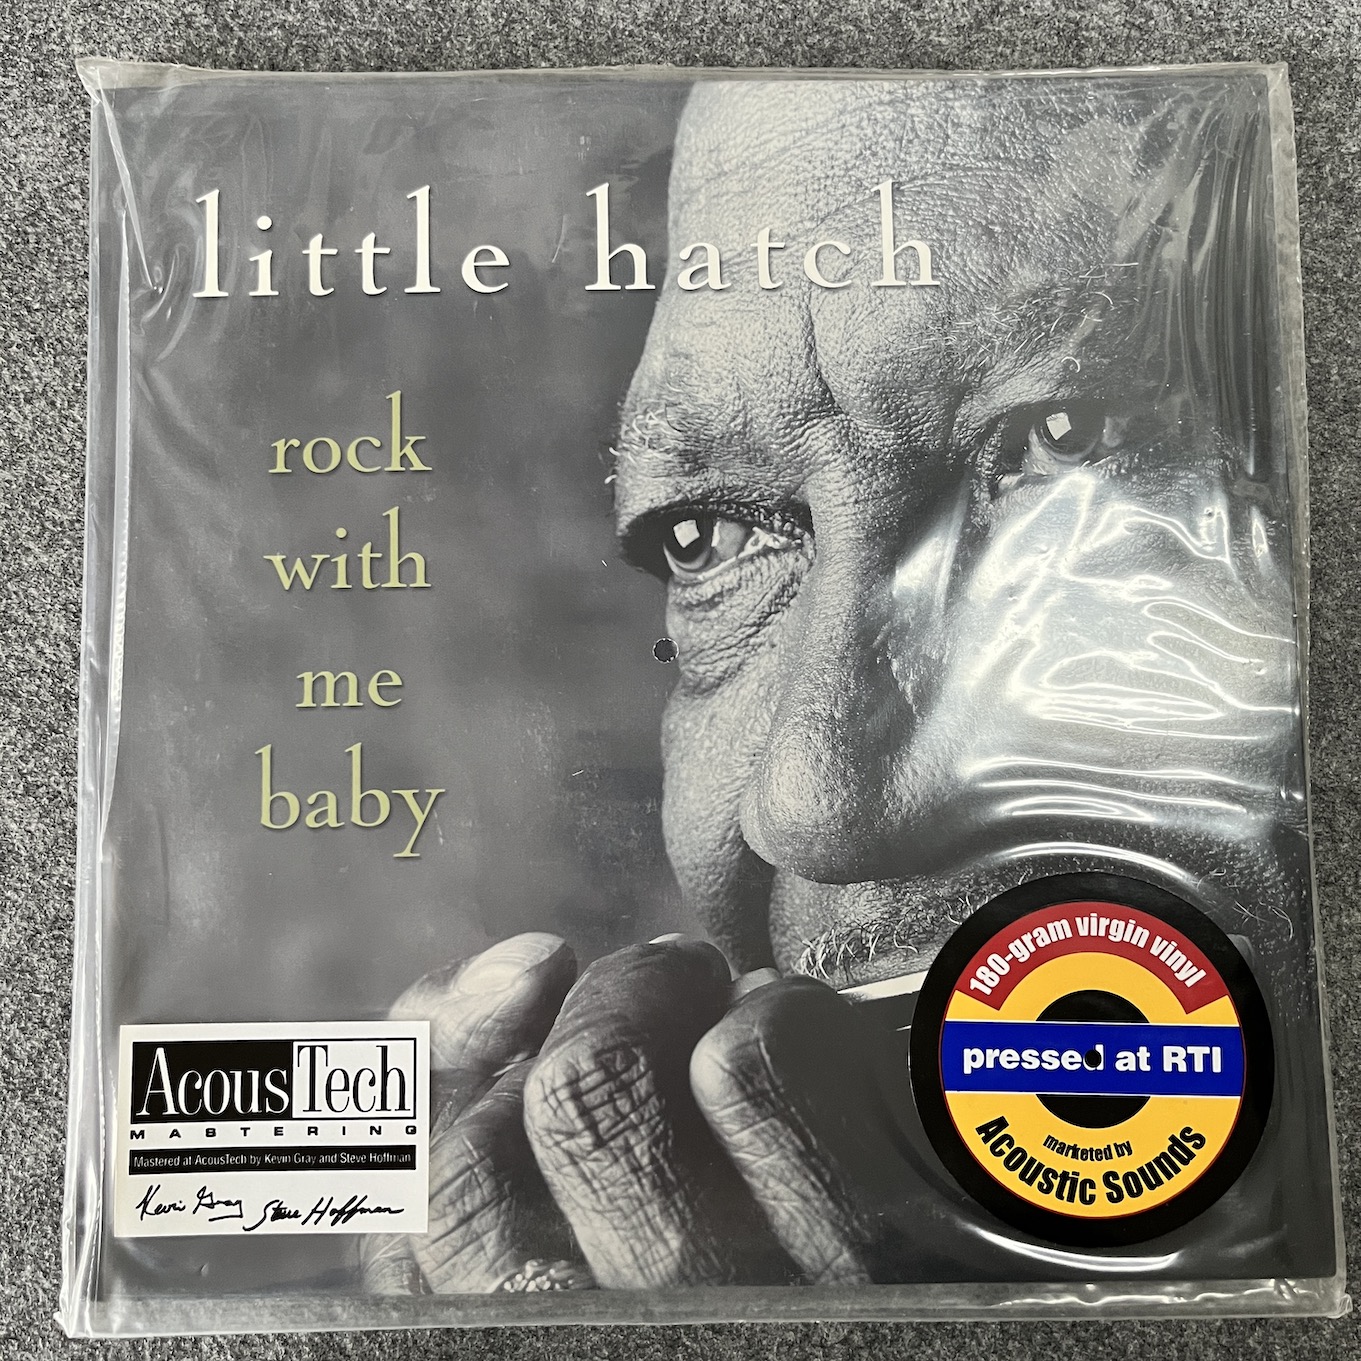 little hatch
rock
with
me
baby
AcousTech
MASTERING
Mastered at AcousTech by Kevin Gray and Steve Hoffman
Kevin Gray Steve Hoffman
180-gram virgin vinyl
pressed at RTI
marketed by
Acoustic Sounds